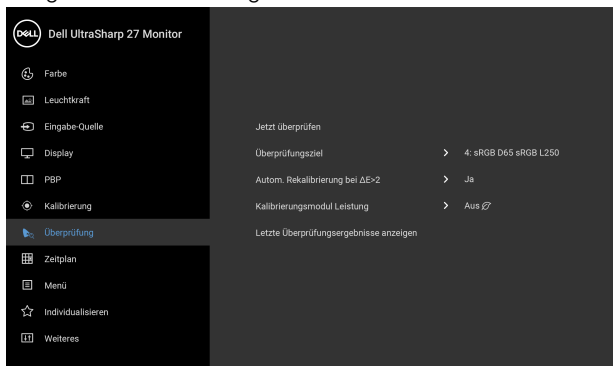 DELL Dell UltraSharp 27 Monitor
Farbe
Leuchtkraft
Eingabe-Quelle
Display
PBP
Kalibrierung
Überprüfung
Zeitplan
Menü
Individualisieren
Weiteres
Jetzt überprüfen
Überprüfungsziel 4: sRGB D65 sRGB L250
Autom. Rekalibrierung bei ΔE>2 Ja
Kalibrierungsmodul Leistung Aus
Letzte Überprüfungsergebnisse anzeigen